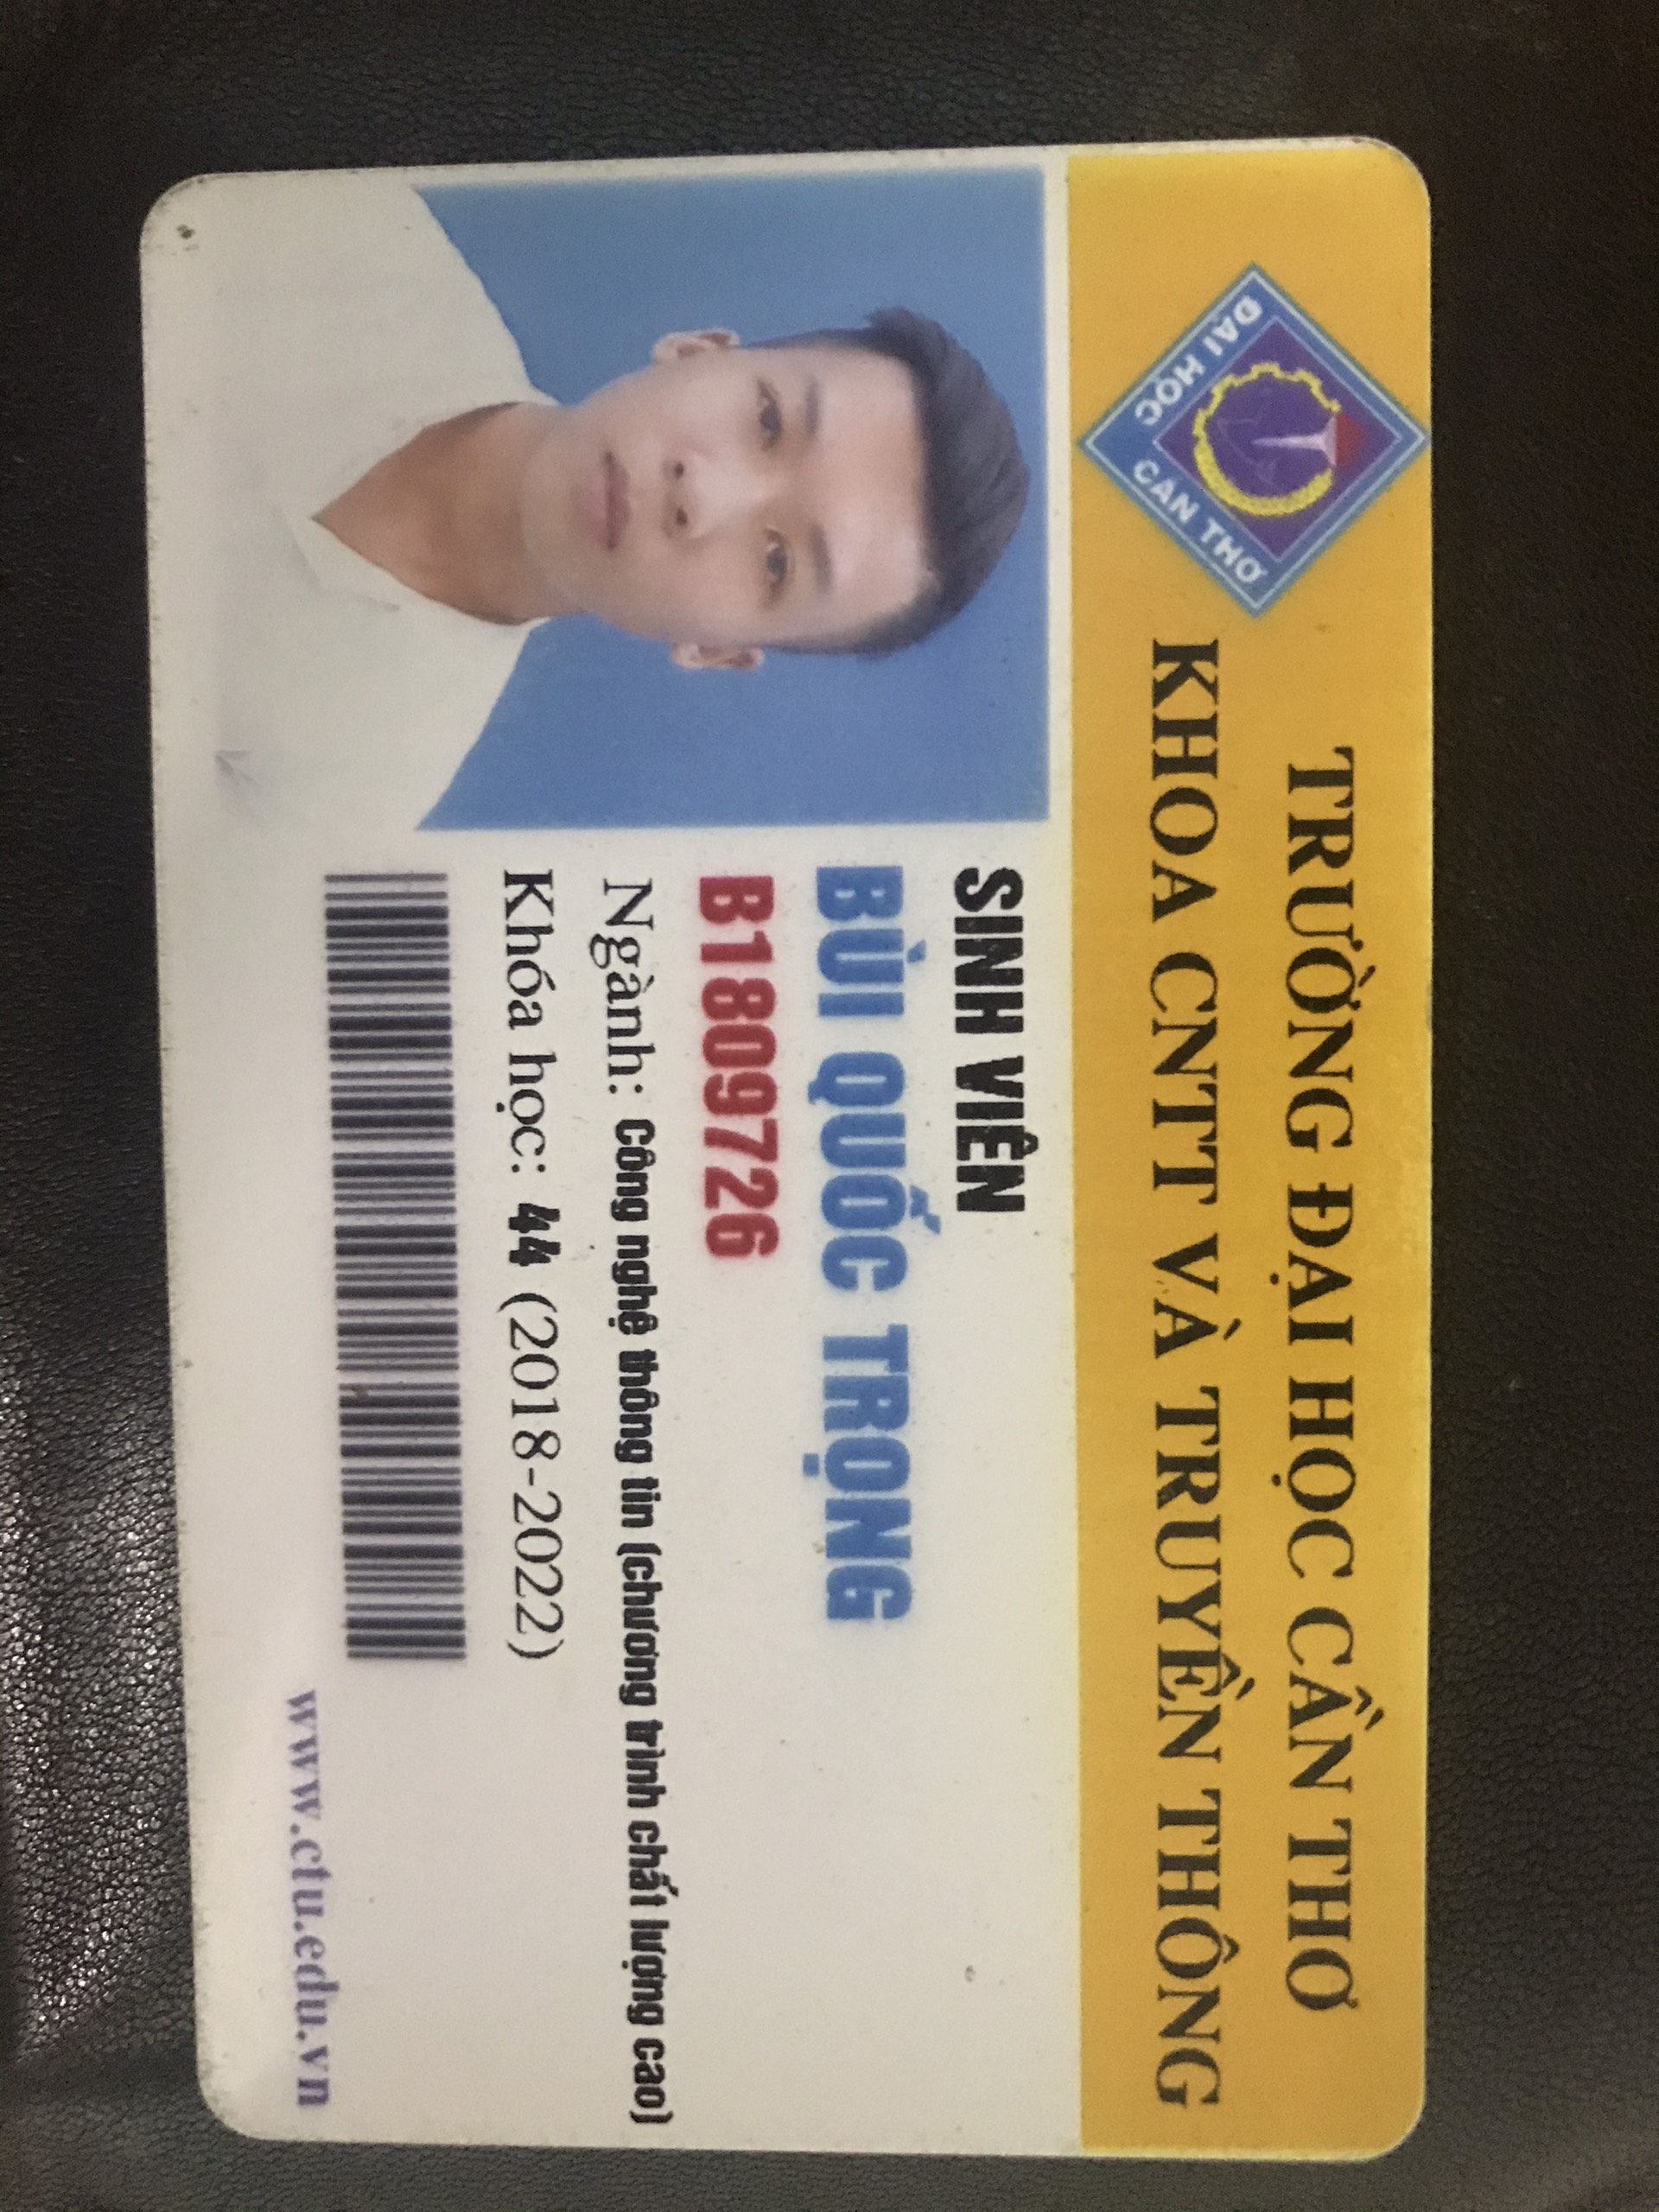 TRƯỜNG ĐẠI HỌC CẦN THƠ
KHOA CNTT VÀ TRUYỀN THÔNG
ĐẠI HỌC
CẦN THƠ
SINH VIÊN
BÙI QUỐC TRỌNG
B1809726
Ngành: Công nghệ thông tin (chương trình chất lượng cao)
Khóa học: 44 (2018-2022)
www.ctu.edu.vn